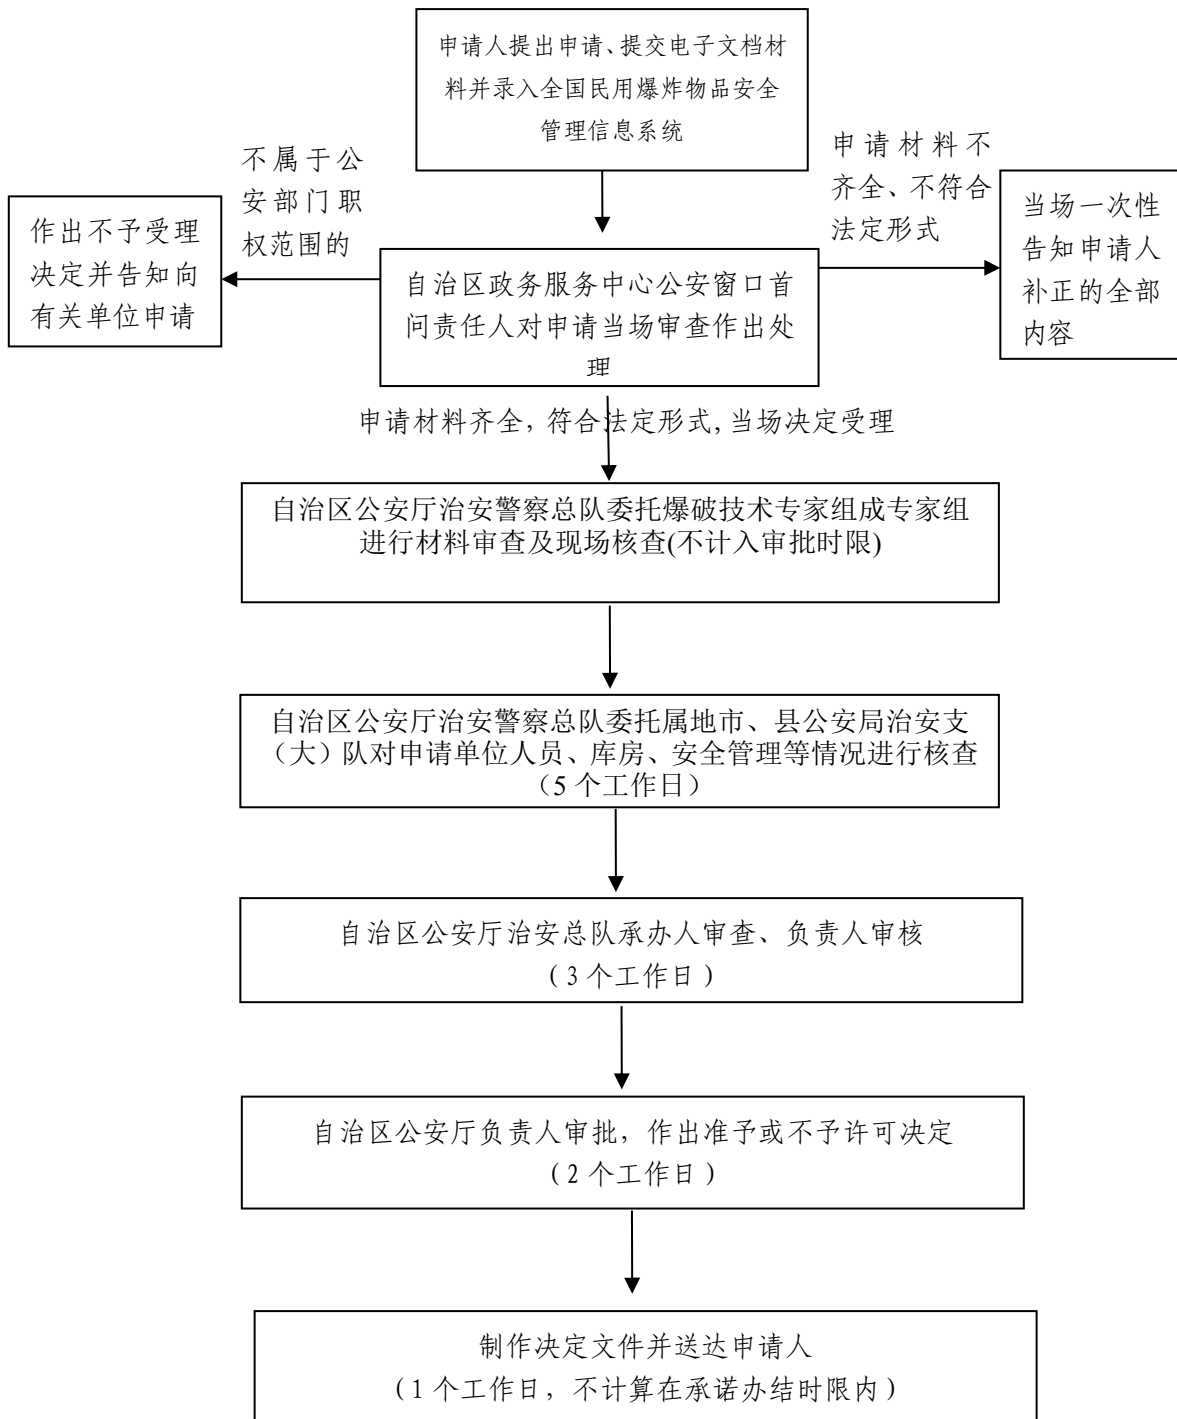 申请人提出申请、提交电子文档材
料并录入全国民用爆炸物品安全
管理信息系统
不属于公
安部门职
权范围的
申请材料不
齐全、不符合
法定形式
作出不予受理
决定并告知向
有关单位申请
自治区政务服务中心公安窗口首
问责任人对申请当场审查作出处
理
当场一次性
告知申请人
补正的全部
内容
申请材料齐全，符合法定形式，当场决定受理
自治区公安厅治安警察总队委托爆破技术专家组成专家组
进行材料审查及现场核查(不计入审批时限)
自治区公安厅治安警察总队委托属地市、县公安局治安支
（大）队对申请单位人员、库房、安全管理等情况进行核查
（5 个工作日）
自治区公安厅治安总队承办人审查、负责人审核
（3 个工作日）
自治区公安厅负责人审批，作出准予或不予许可决定
（2 个工作日）
制作决定文件并送达申请人
（1 个工作日，不计算在承诺办结时限内）